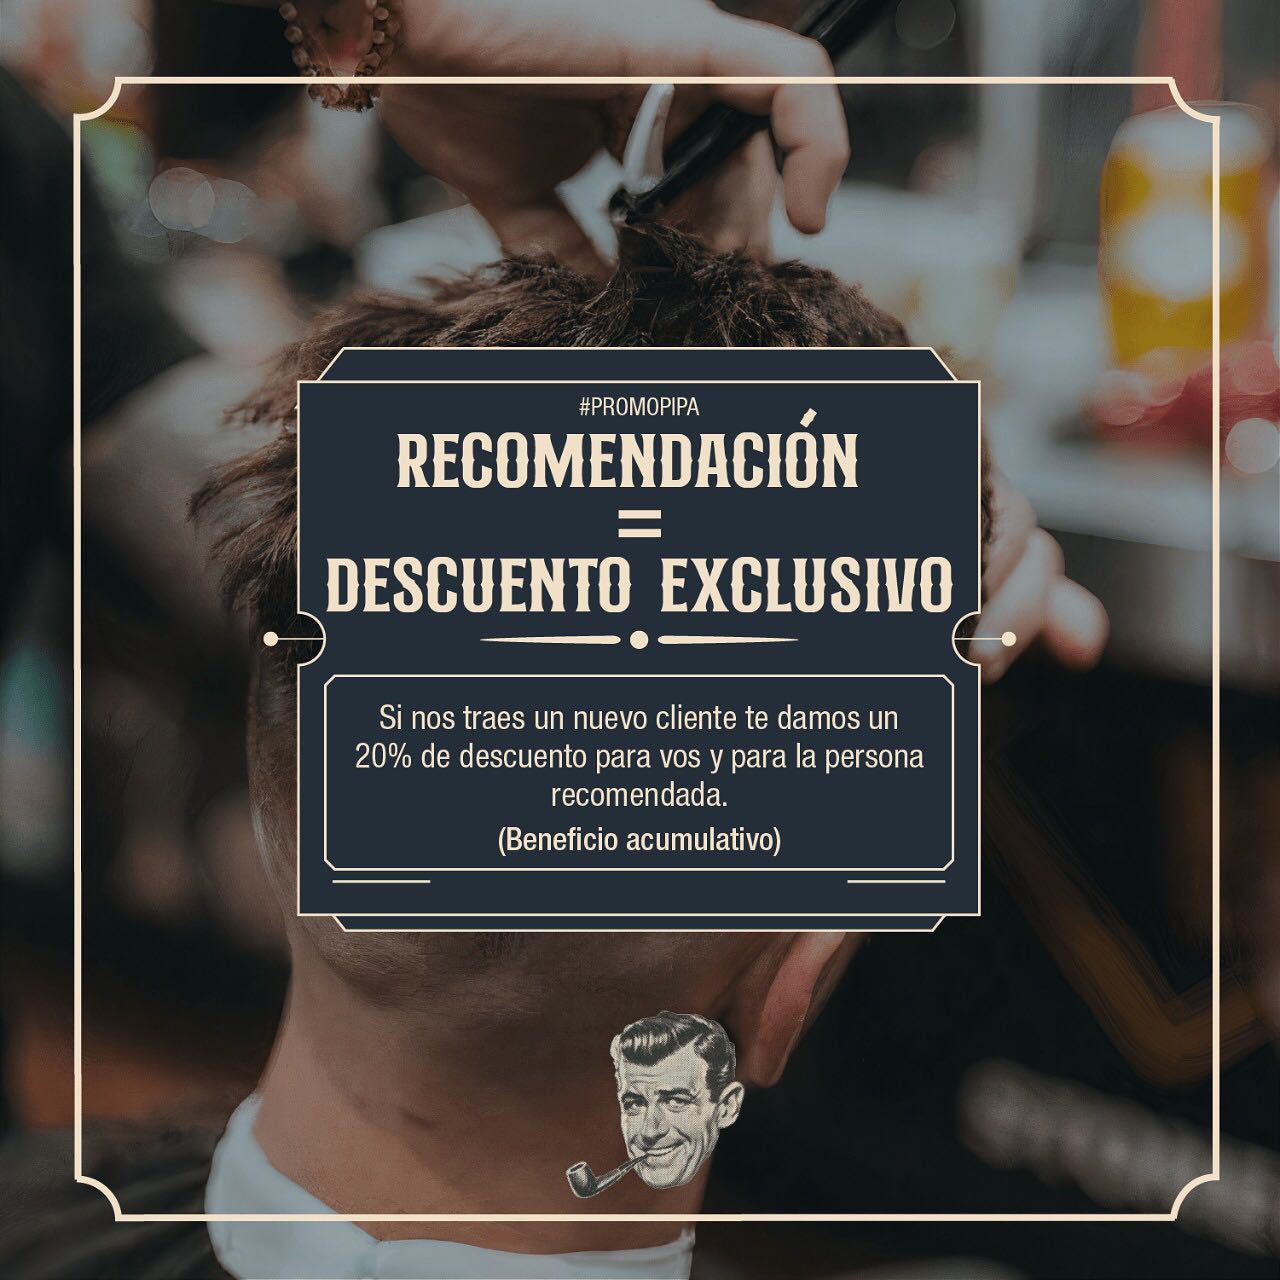 #PROMOPIPA
RECOMENDACIÓN
=
DESCUENTO EXCLUSIVO
Si nos traes un nuevo cliente te damos un
20% de descuento para vos y para la persona
recomendada.
(Beneficio acumulativo)